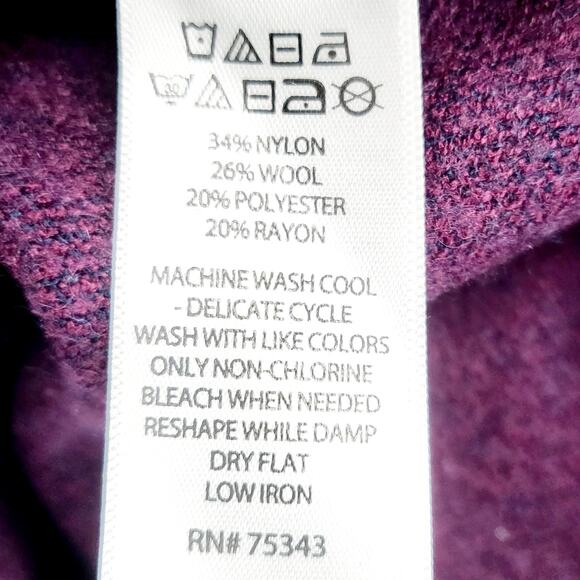 30
34% NYLON
26% WOOL
20% POLYESTER
20% RAYON
MACHINE WASH COOL
- DELICATE CYCLE
WASH WITH LIKE COLORS
ONLY NON-CHLORINE
BLEACH WHEN NEEDED
RESHAPE WHILE DAMP
DRY FLAT
LOW IRON
RN# 75343